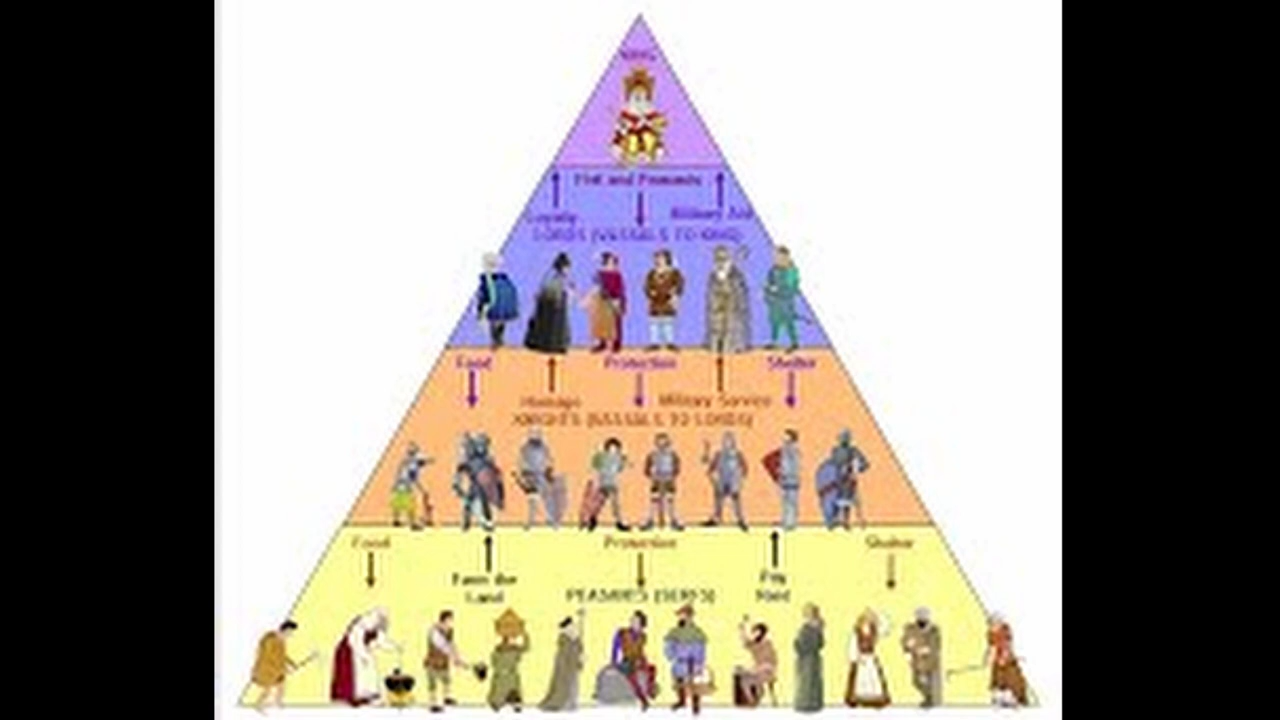 KING
Fief and Peasants
Loyalty Military Aid
LORDS (VASSALS TO KING)
Food Protection Shelter
Homage Military Service
KNIGHTS (VASSALS TO LORDS)
Food Protection Shelter
Farm the Pay
Land Rent
PEASANTS (SERFS)